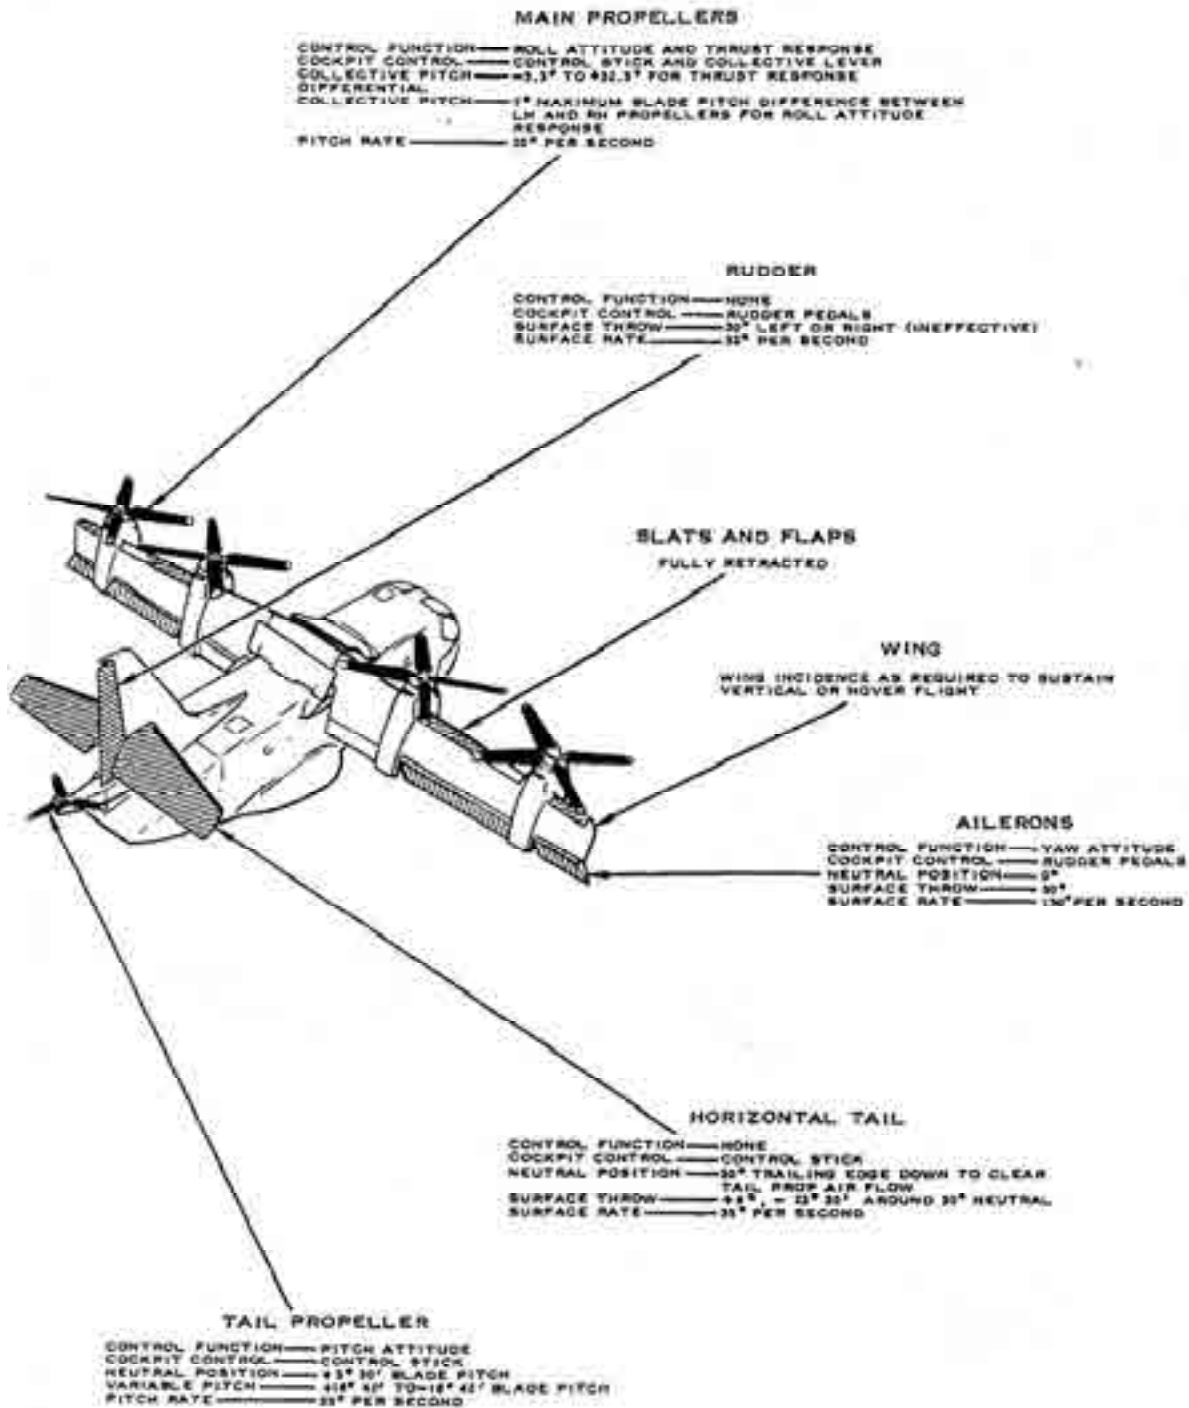 MAIN PROPELLERS
CONTROL FUNCTION — ROLL ATTITUDE AND THRUST RESPONSE
COCKPIT CONTROL — CONTROL STICK AND COLLECTIVE LEVER
COLLECTIVE PITCH — TO FOR THRUST RESPONSE
DIFFERENTIAL
COLLECTIVE PITCH — MAXIMUM BLADE PITCH DIFFERENCE BETWEEN
LH AND RH PROPELLERS FOR ROLL ATTITUDE
RESPONSE
PITCH RATE — PER SECOND
RUDDER
CONTROL FUNCTION — NONE
COCKPIT CONTROL — RUDDER PEDALS
SURFACE THROW — 30° LEFT OR RIGHT (INEFFECTIVE)
SURFACE RATE — PER SECOND
SLATS AND FLAPS
FULLY RETRACTED
WING
WING INCIDENCE AS REQUIRED TO SUSTAIN
VERTICAL OR HOVER FLIGHT
AILERONS
CONTROL FUNCTION — YAW ATTITUDE
COCKPIT CONTROL — RUDDER PEDALS
NEUTRAL POSITION — 0°
SURFACE THROW —
SURFACE RATE — PER SECOND
HORIZONTAL TAIL
CONTROL FUNCTION — NONE
COCKPIT CONTROL — CONTROL STICK
NEUTRAL POSITION — 30° TRAILING EDGE DOWN TO CLEAR
TAIL PROP AIR FLOW
SURFACE THROW — AROUND 30° NEUTRAL
SURFACE RATE — PER SECOND
TAIL PROPELLER
CONTROL FUNCTION — PITCH ATTITUDE
COCKPIT CONTROL — CONTROL STICK
NEUTRAL POSITION — BLADE PITCH
VARIABLE PITCH — TO BLADE PITCH
PITCH RATE — PER SECOND